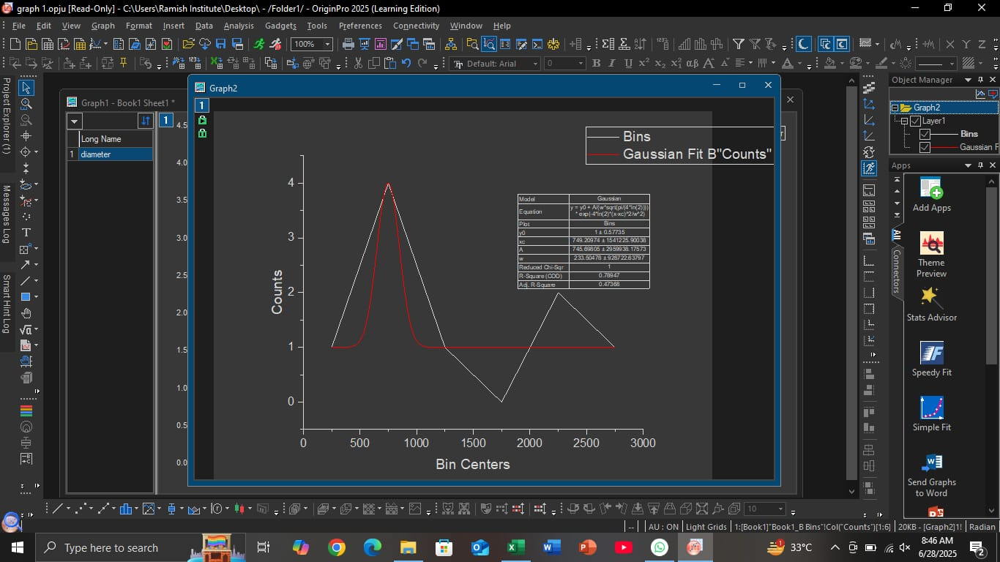 graph 1.opju [Read-Only] - C:\Users\Ramish Institute\Desktop\ - /Folder1/ - OriginPro 2025 (Learning Edition)
File Edit View Graph Format Insert Data Analysis Gadgets Tools Preferences Connectivity Window Help
100%
Default: Arial 0
B I U αβ A A
Project Explorer (1)
Messages Log
Smart Hint Log
Graph1 - Book1 Sheet1 *
Long Name
1 diameter
1
4.5
4.0
3.5
3.0
2.5
2.0
1.5
1.0
0.5
0.0
Graph2
1
Bins
Gaussian Fit B"Counts"
Counts
4
3
2
1
0
0 500 1000 1500 2000 2500 3000
Bin Centers
Model Gaussian
Equation y = y0 + A/(w*sqrt(pi/(4*ln(2)))) * exp(-4*ln(2)*(x-xc)^2/w^2)
Plot Bins
y0 1 ± 0.57735
xc 749.20974 ± 1541225.90036
A 745.69805 ± 2959938.17573
w 233.50476 ± 926722.63797
Reduced Chi-Sqr 1
R-Square (COD) 0.78947
Adj. R-Square 0.47368
Object Manager
Graph2
Layer1
Bins
Gaussian F
Apps
All
Connectors
Add Apps
Theme
Preview
Stats Advisor
Speedy Fit
Simple Fit
Send Graphs
to Word
10
-- AU : ON Light Grids 1:[Book1]"Book1_B Bins"!Col("Counts")[1:6] 20KB - [Graph2]1! Radian
Type here to search
33°C
8:46 AM
6/28/2025
2